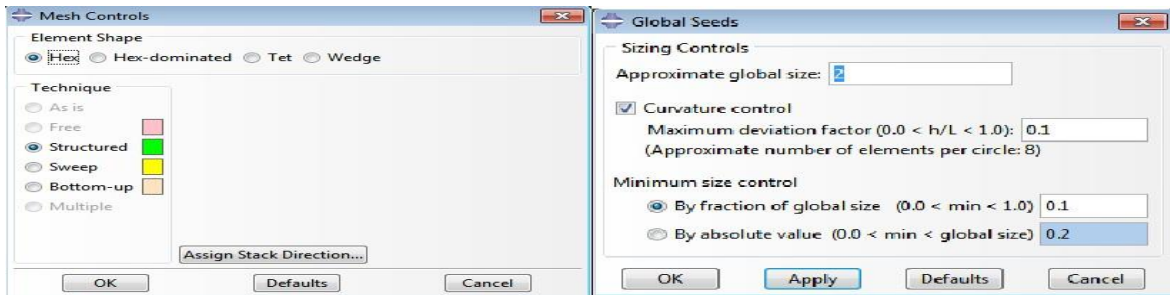 Mesh Controls
Element Shape
Hex Hex-dominated Tet Wedge
Technique
As is
Free
Structured
Sweep
Bottom-up
Multiple
Assign Stack Direction...
OK Defaults Cancel
Global Seeds
Sizing Controls
Approximate global size: 2
Curvature control
Maximum deviation factor (0.0 < h/L < 1.0): 0.1
(Approximate number of elements per circle: 8)
Minimum size control
By fraction of global size (0.0 < min < 1.0) 0.1
By absolute value (0.0 < min < global size) 0.2
OK Apply Defaults Cancel